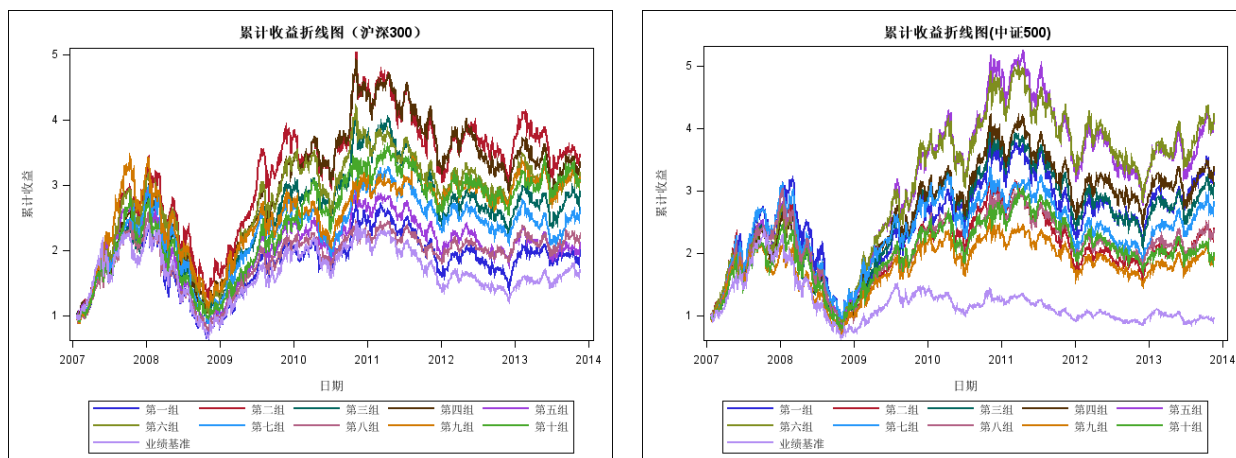 累计收益折线图（沪深300）
5
4
3
2
1
累计收益
2007 2008 2009 2010 2011 2012 2013 2014
日期
第一组 第二组 第三组 第四组 第五组
第六组 第七组 第八组 第九组 第十组
业绩基准
累计收益折线图(中证500)
5
4
3
2
1
累计收益
2007 2008 2009 2010 2011 2012 2013 2014
日期
第一组 第二组 第三组 第四组 第五组
第六组 第七组 第八组 第九组 第十组
业绩基准